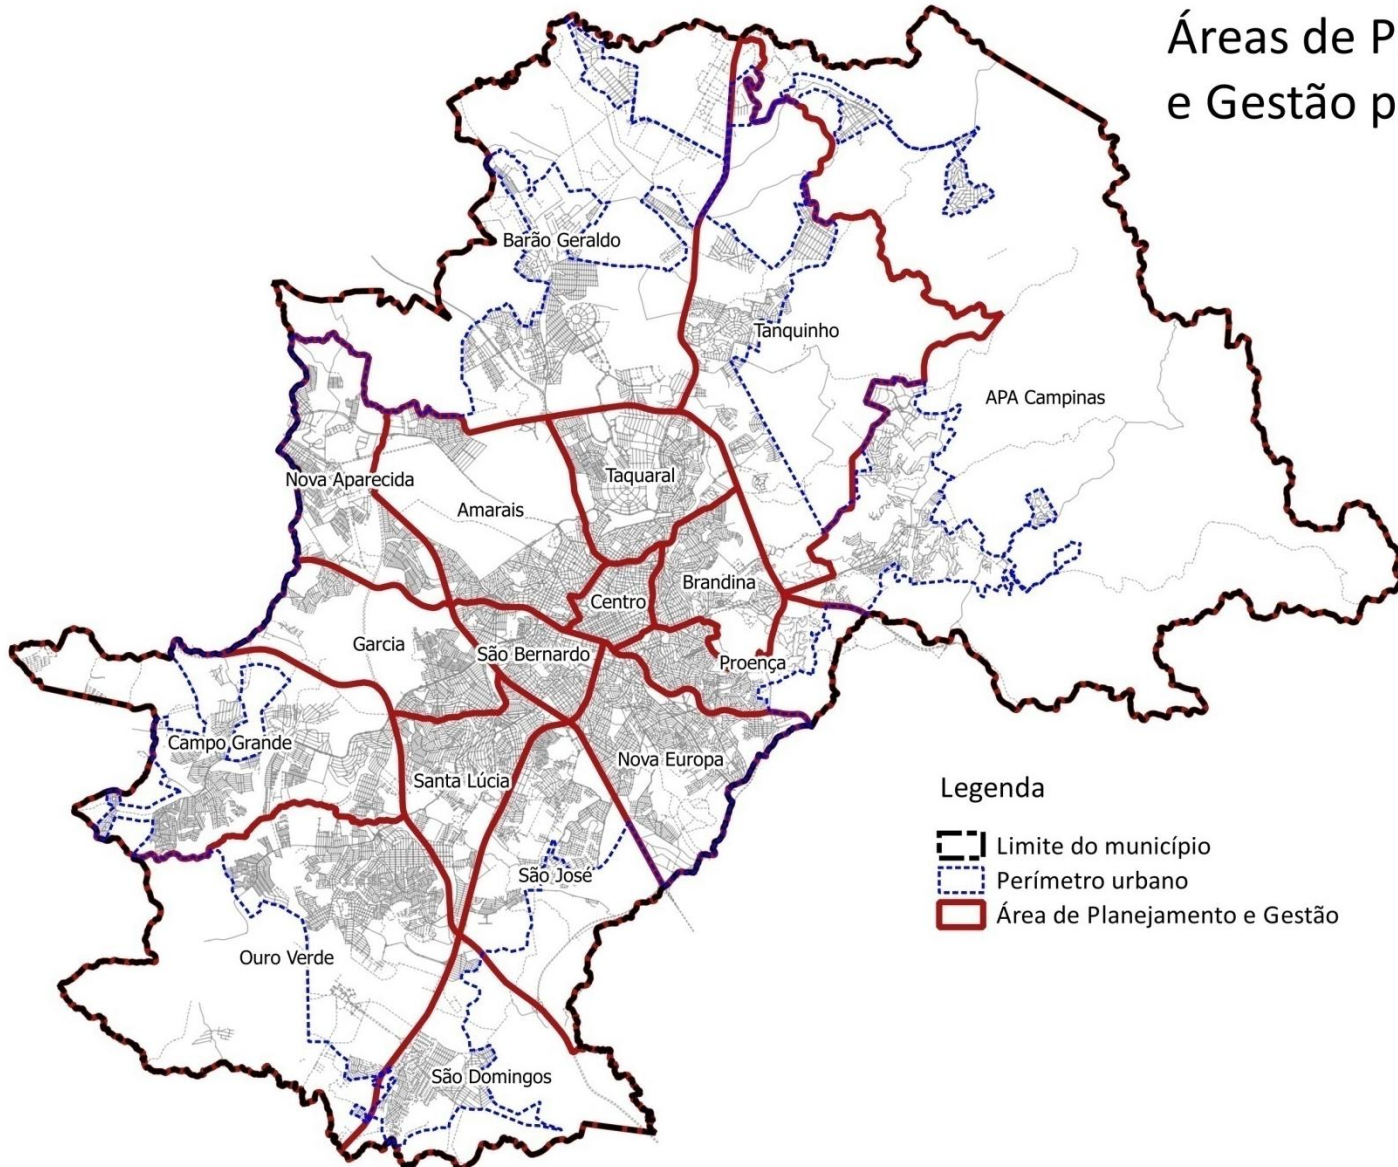 Áreas de P
e Gestão p
Barão Geraldo
Tanquinho
APA Campinas
Nova Aparecida
Taquaral
Amarais
Brandina
Centro
Garcia
São Bernardo
Proença
Campo Grande
Nova Europa
Santa Lúcia
São José
Ouro Verde
São Domingos
Legenda
Limite do município
Perímetro urbano
Área de Planejamento e Gestão